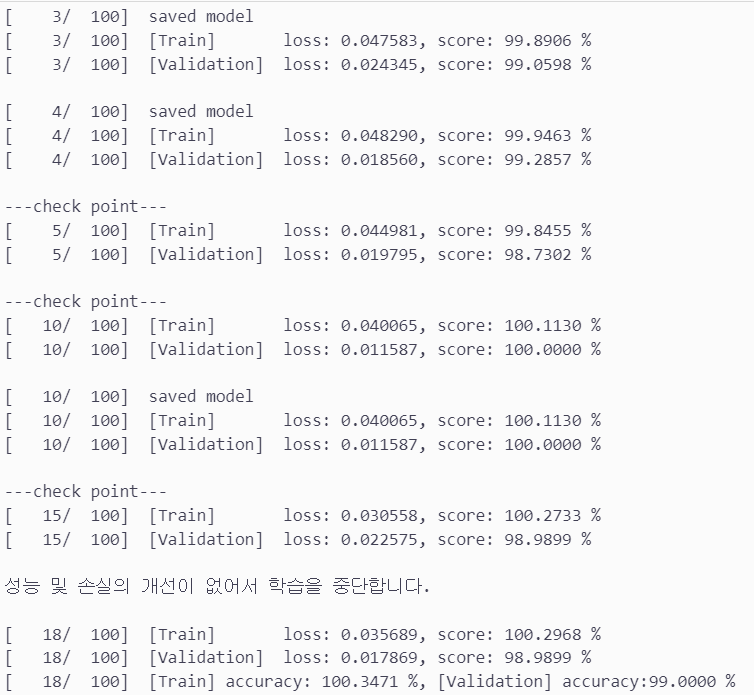 [    3/  100]  saved model
[    3/  100]  [Train]       loss: 0.047583, score: 99.8906 %
[    3/  100]  [Validation]  loss: 0.024345, score: 99.0598 %
[    4/  100]  saved model
[    4/  100]  [Train]       loss: 0.048290, score: 99.9463 %
[    4/  100]  [Validation]  loss: 0.018560, score: 99.2857 %
---check point---
[    5/  100]  [Train]       loss: 0.044981, score: 99.8455 %
[    5/  100]  [Validation]  loss: 0.019795, score: 98.7302 %
---check point---
[   10/  100]  [Train]       loss: 0.040065, score: 100.1130 %
[   10/  100]  [Validation]  loss: 0.011587, score: 100.0000 %
[   10/  100]  saved model
[   10/  100]  [Train]       loss: 0.040065, score: 100.1130 %
[   10/  100]  [Validation]  loss: 0.011587, score: 100.0000 %
---check point---
[   15/  100]  [Train]       loss: 0.030558, score: 100.2733 %
[   15/  100]  [Validation]  loss: 0.022575, score: 98.9899 %
성능 및 손실의 개선이 없어서 학습을 중단합니다.
[   18/  100]  [Train]       loss: 0.035689, score: 100.2968 %
[   18/  100]  [Validation]  loss: 0.017869, score: 98.9899 %
[   18/  100]  [Train] accuracy: 100.3471 %, [Validation] accuracy:99.0000 %